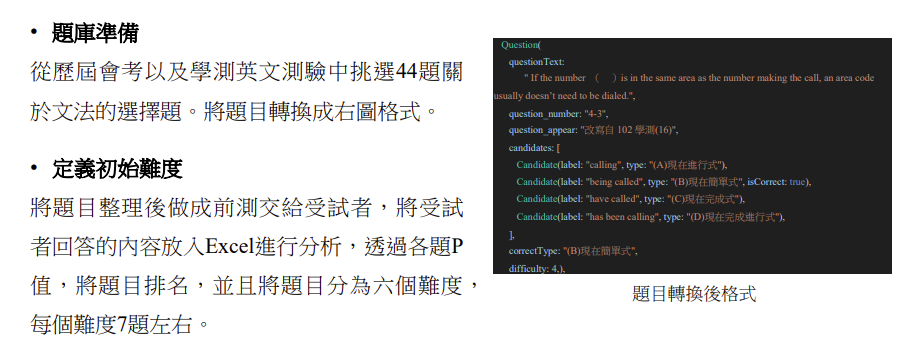 • 題庫準備
從歷屆會考以及學測英文測驗中挑選44題關
於文法的選擇題。將題目轉換成右圖格式。
• 定義初始難度
將題目整理後做成前測交給受試者，將受試
者回答的內容放入Excel進行分析，透過各題P
值，將題目排名，並且將題目分為六個難度，
每個難度7題左右。
Question(
questionText:
" If the number （　）is in the same area as the number making the call, an area code
usually doesn’t need to be dialed.",
question_number: "4-3",
question_appear: "改寫自 102 學測(16)",
candidates: [
Candidate(label: "calling", type: "(A)現在進行式"),
Candidate(label: "being called", type: "(B)現在簡單式", isCorrect: true),
Candidate(label: "have called", type: "(C)現在完成式"),
Candidate(label: "has been calling", type: "(D)現在完成進行式"),
],
correctType: "(B)現在簡單式",
difficulty: 4,),
題目轉換後格式